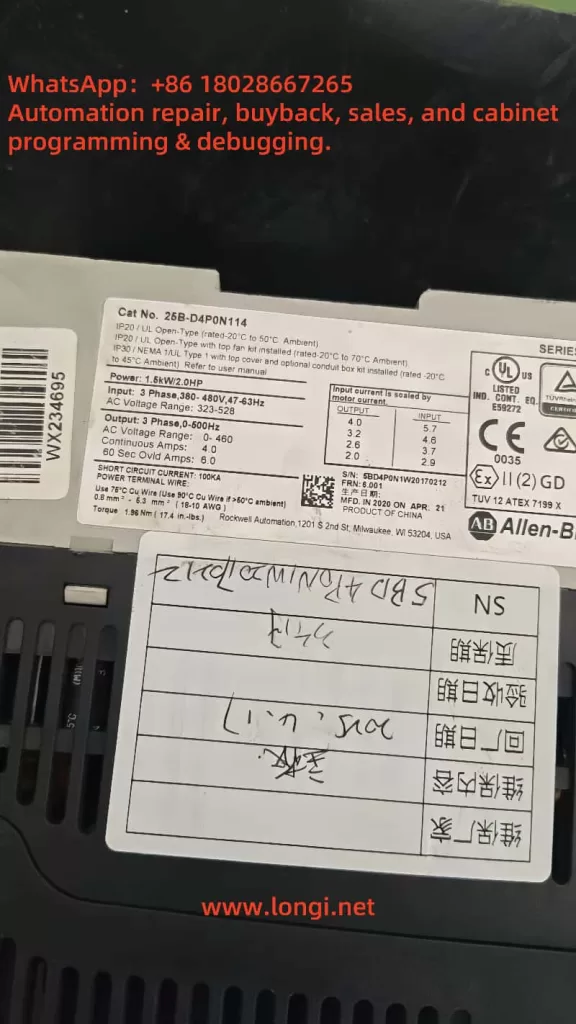 WhatsApp: +86 18028667265
Automation repair, buyback, sales, and cabinet
programming & debugging.
WX234695
Cat No. 25B-D4P0N114
IP20 / UL Open-Type (rated-20°C to 50°C Ambient)
IP20 / UL Open-Type with top fan kit installed (rated-20°C to 70°C Ambient)
IP30 / NEMA 1/UL Type 1 with top cover and optional conduit box kit installed (rated -20°C
to 45°C Ambient) Refer to user manual
Power: 1.5kW/2.0HP
Input: 3 Phase,380- 480V,47-63Hz
AC Voltage Range: 323-528
Output: 3 Phase,0-500Hz
AC Voltage Range: 0- 460
Continuous Amps: 4.0
60 Sec Ovld Amps: 6.0
SHORT CIRCUIT CURRENT: 100KA
POWER TERMINAL WIRE:
Use 75°C Cu Wire (Use 90°C Cu Wire if >50°C ambient)
0.8 mm² - 5.3 mm² (18-10 AWG)
Torque 1.96 Nm (17.4 in.-lbs.)
Input current is scaled by
motor current.
OUTPUT INPUT
4.0 5.7
3.2 4.6
2.6 3.7
2.0 2.9
S/N: 5BD4P0N1W20170212
FRN: 6.001
生产日期:
MFD. IN 2020 ON APR. 21
PRODUCT OF CHINA
Rockwell Automation,1201 S 2nd St, Milwaukee, WI 53204, USA
SERIES
C UL US
LISTED
IND. CONT. EQ.
E59272
CE
0035
Ex II (2) GD
TUV 12 ATEX 7199 X
AB Allen-B
维保厂家
维保内容
回厂日期 2025.4.17
验收日期
质保期
SN 5BD4P0N1W20170212
5°C
www.longi.net